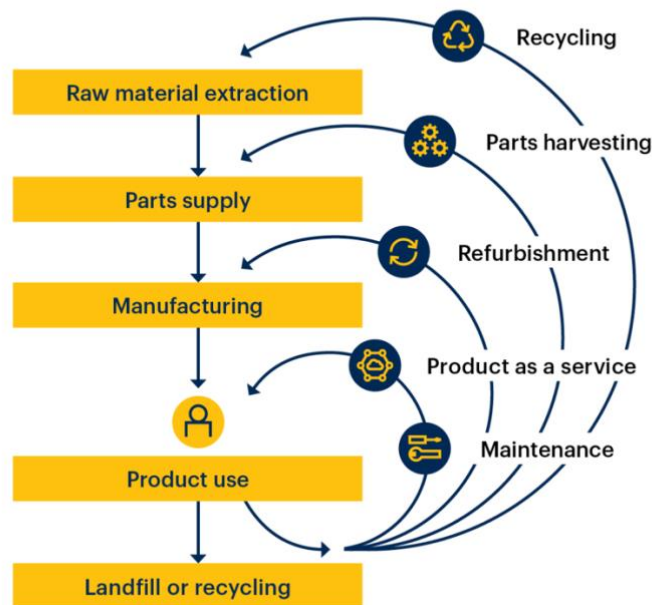 Recycling
Raw material extraction
Parts harvesting
Parts supply
Refurbishment
Manufacturing
Product as a service
Maintenance
Product use
Landfill or recycling